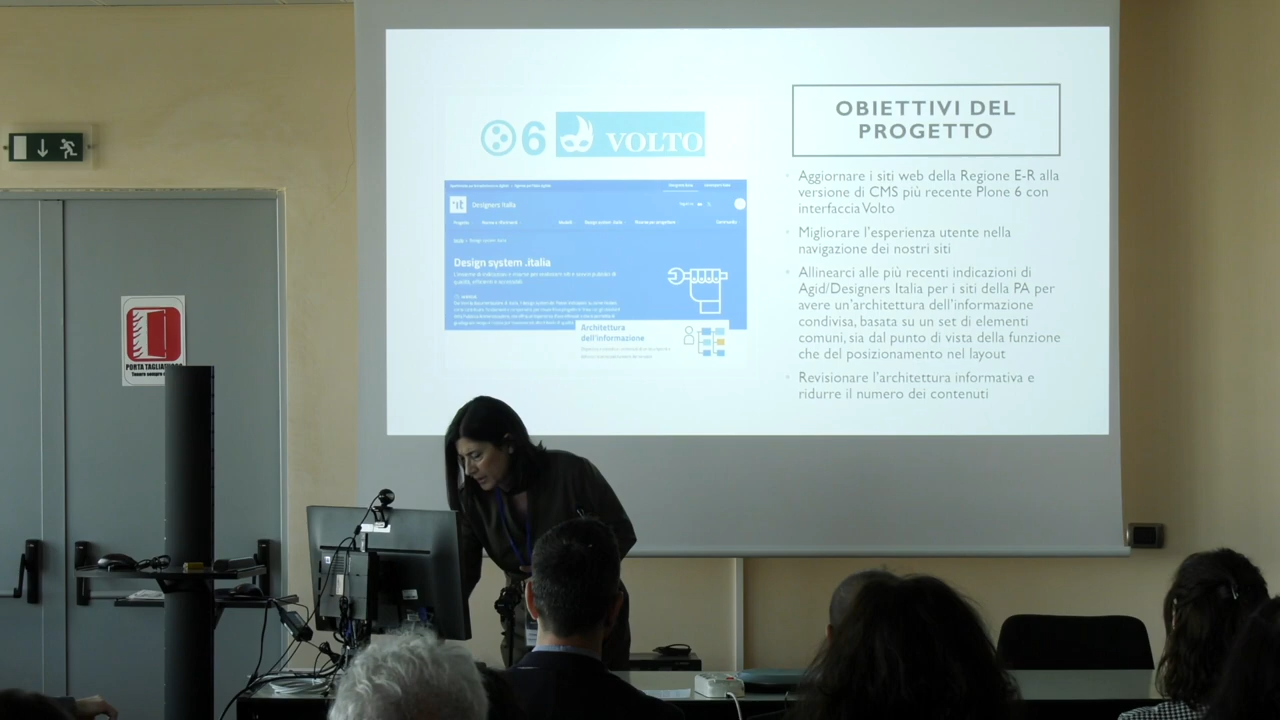 6 VOLTO
OBIETTIVI DEL
PROGETTO
Aggiornare i siti web della Regione E-R alla
versione di CMS più recente Plone 6 con
interfaccia Volto
Migliorare l'esperienza utente nella
navigazione dei nostri siti
Allinearci alle più recenti indicazioni di
Agid/Designers Italia per i siti della PA per
avere un'architettura dell'informazione
condivisa, basata su un set di elementi
comuni, sia dal punto di vista della funzione
che del posizionamento nel layout
Revisionare l'architettura informativa e
ridurre il numero dei contenuti
.it Designers Italia
Community
Design system .italia
Architettura
dell'informazione
PORTA